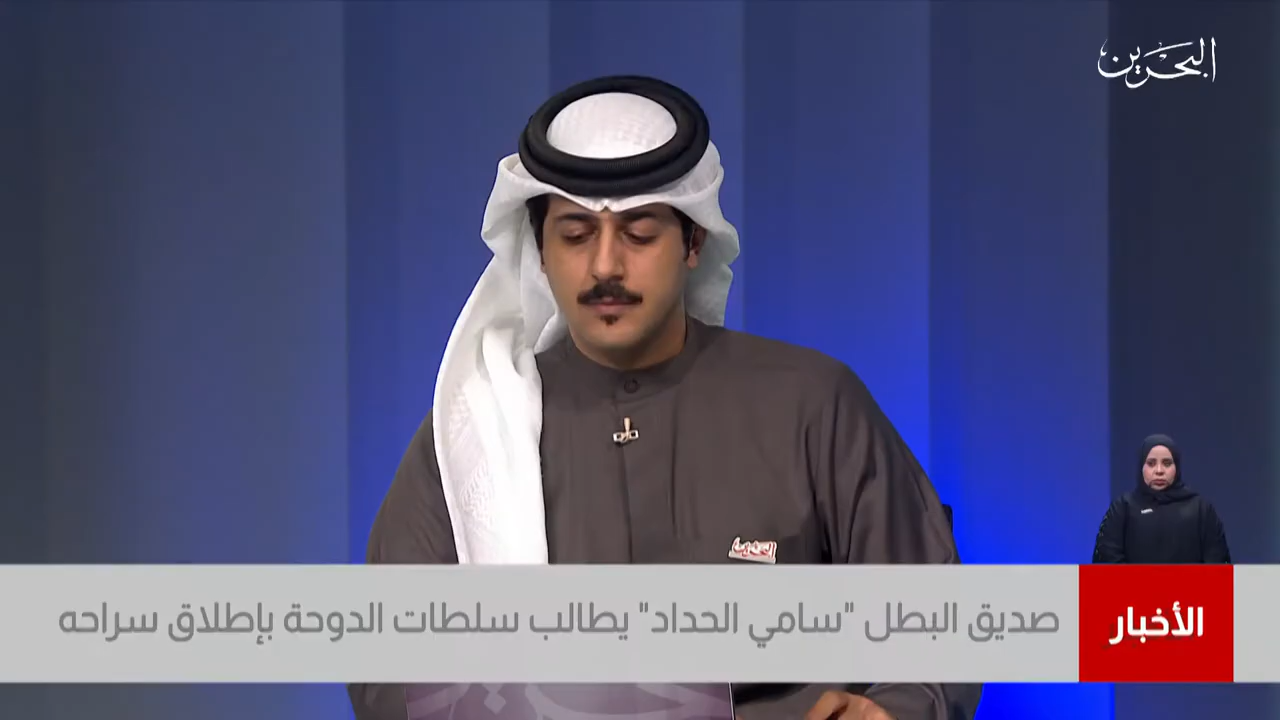 البحرين
صديق البطل "سامي الحداد" يطالب سلطات الدوحة بإطلاق سراحه
الأخبار